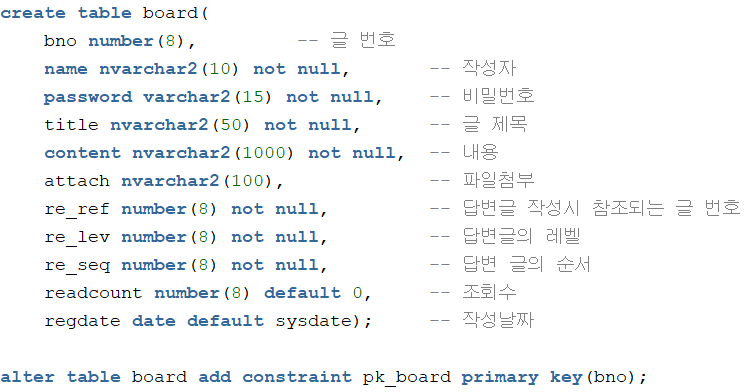 create table board(
bno number(8), -- 글 번호
name nvarchar2(10) not null, -- 작성자
password varchar2(15) not null, -- 비밀번호
title nvarchar2(50) not null, -- 글 제목
content nvarchar2(1000) not null, -- 내용
attach nvarchar2(100), -- 파일첨부
re_ref number(8) not null, -- 답변글 작성시 참조되는 글 번호
re_lev number(8) not null, -- 답변글의 레벨
re_seq number(8) not null, -- 답변 글의 순서
readcount number(8) default 0, -- 조회수
regdate date default sysdate); -- 작성날짜
alter table board add constraint pk_board primary key(bno);